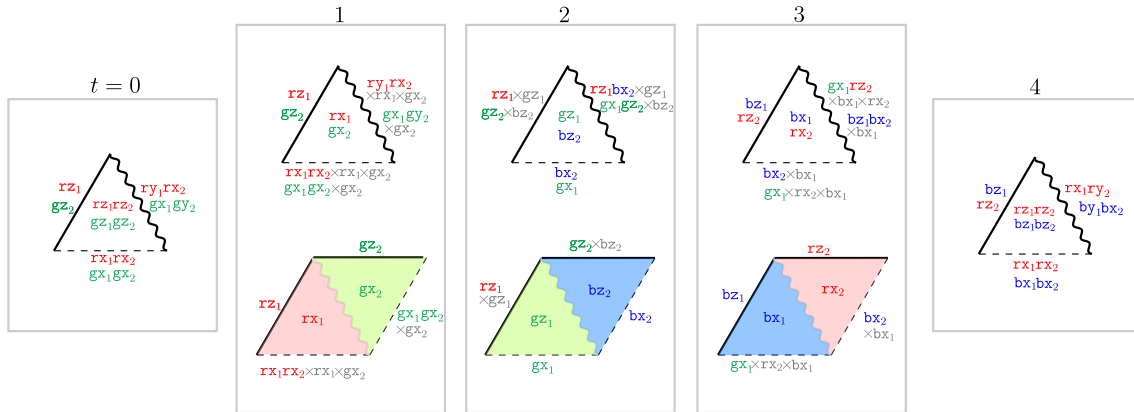 t = 0
rz₁
gz₂
ry₁rx₂
gx₁gy₂
rz₁rz₂
gz₁gz₂
rx₁rx₂
gx₁gx₂
1
rz₁
gz₂
ry₁rx₂
×rx₁×gx₂
gx₁gy₂
×gx₂
rx₁
gx₂
rx₁rx₂×rx₁×gx₂
gx₁gx₂×gx₂
gz₂
rz₁
gx₂
rx₁
gx₁gx₂
×gx₂
rx₁rx₂×rx₁×gx₂
2
rz₁×gz₁
gz₂×bz₂
rz₁bx₂×gz₁
gx₁gz₂×bz₂
gz₁
bz₂
bx₂
gx₁
gz₂×bz₂
rz₁
×gz₁
bz₂
gz₁
bx₂
gx₁
3
bz₁
rz₂
gx₁rz₂
×bx₁×rx₂
bz₁bx₂
×bx₁
bx₁
rx₂
bx₂×bx₁
gx₁×rx₂×bx₁
rz₂
bz₁
rx₂
bx₁
bx₂
×bx₁
gx₁×rx₂×bx₁
4
bz₁
rz₂
rx₁ry₂
by₁bx₂
rz₁rz₂
bz₁bz₂
rx₁rx₂
bx₁bx₂